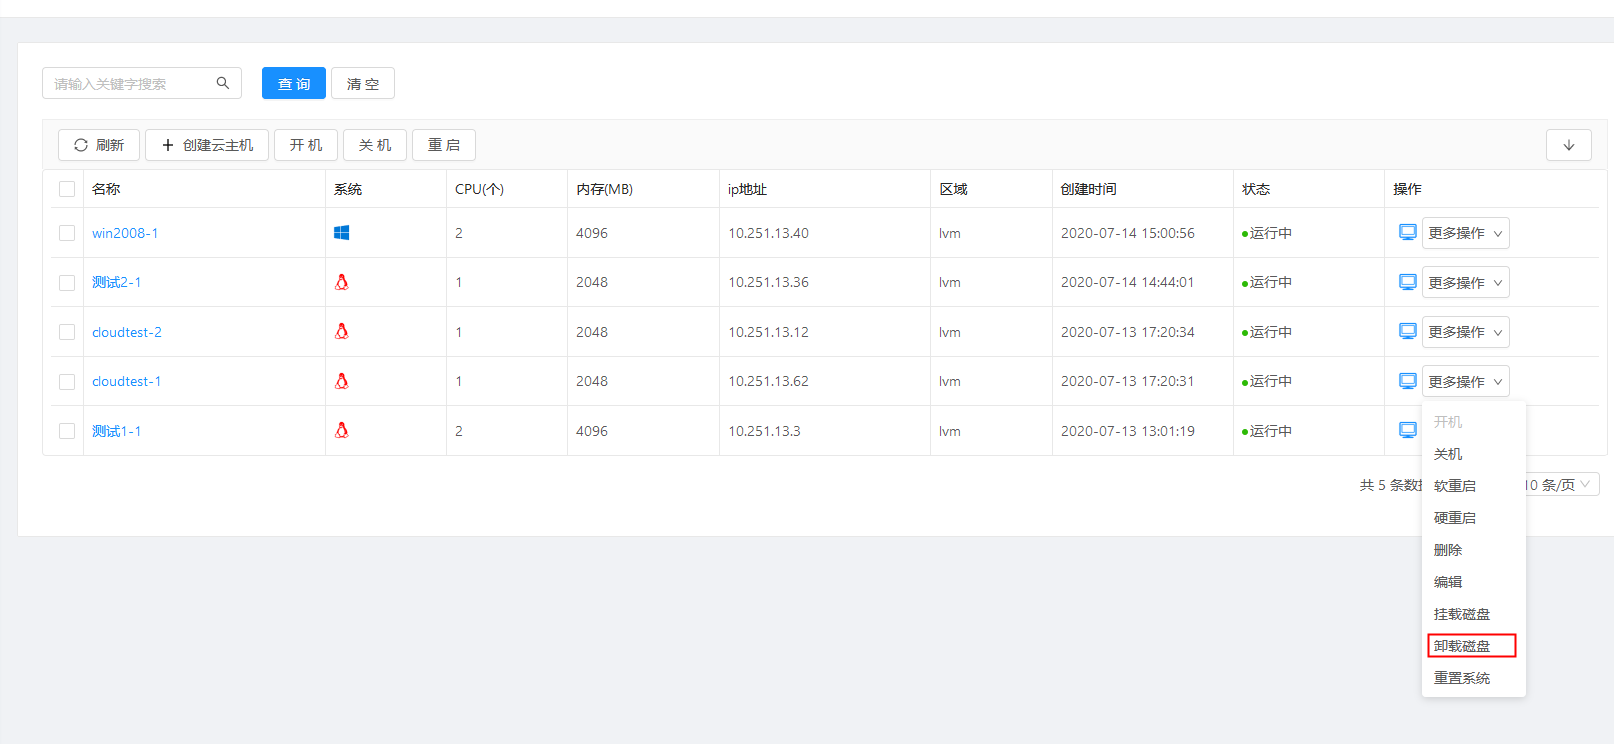 请输入关键字搜索 查 询 清 空
刷新 创建云主机 开 机 关 机 重 启
名称 系统 CPU(个) 内存(MB) ip地址 区域 创建时间 状态 操作
win2008-1 2 4096 10.251.13.40 lvm 2020-07-14 15:00:56 运行中 更多操作
测试2-1 1 2048 10.251.13.36 lvm 2020-07-14 14:44:01 运行中 更多操作
cloudtest-2 1 2048 10.251.13.12 lvm 2020-07-13 17:20:34 运行中 更多操作
cloudtest-1 1 2048 10.251.13.62 lvm 2020-07-13 17:20:31 运行中 更多操作
测试1-1 2 4096 10.251.13.3 lvm 2020-07-13 13:01:19 运行中
共 5 条数 10 条/页
开机
关机
软重启
硬重启
删除
编辑
挂载磁盘
卸载磁盘
重置系统